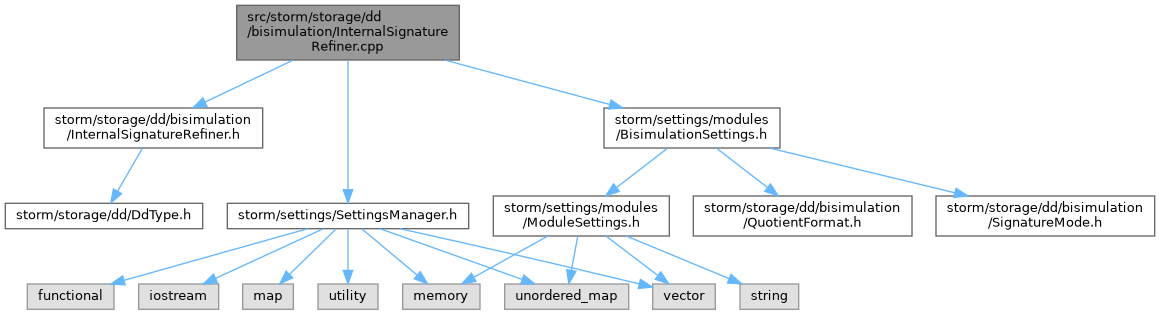 src/storm/storage/dd
/bisimulation/InternalSignature
Refiner.cpp
storm/storage/dd/bisimulation
/InternalSignatureRefiner.h
storm/settings/modules
/BisimulationSettings.h
storm/storage/dd/DdType.h
storm/settings/SettingsManager.h
storm/settings/modules
/ModuleSettings.h
storm/storage/dd/bisimulation
/QuotientFormat.h
storm/storage/dd/bisimulation
/SignatureMode.h
functional
iostream
map
utility
memory
unordered_map
vector
string